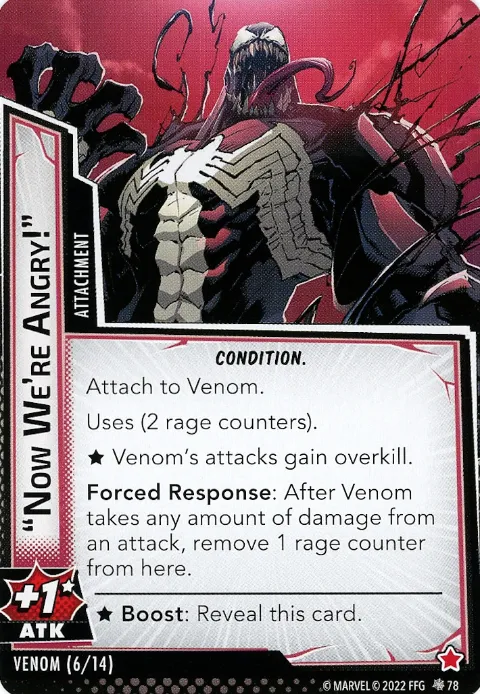 "Now We're Angry!"
ATTACHMENT
CONDITION.
Attach to Venom.
Uses (2 rage counters).
★ Venom's attacks gain overkill.
Forced Response: After Venom
takes any amount of damage from
an attack, remove 1 rage counter
from here.
★ Boost: Reveal this card.
+1★
ATK
VENOM (6/14)
© MARVEL © 2022 FFG 78